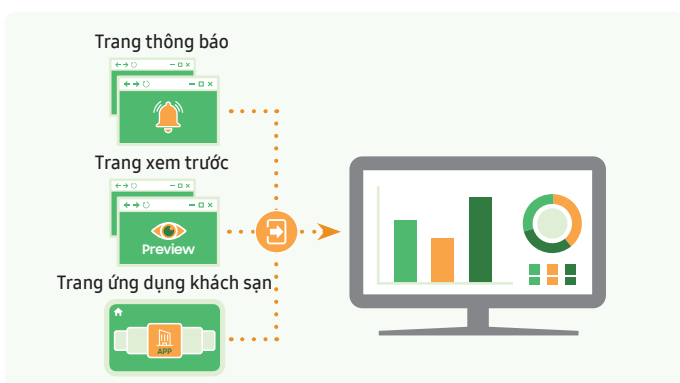 Trang thông báo
Trang xem trước
Preview
Trang ứng dụng khách sạn
APP